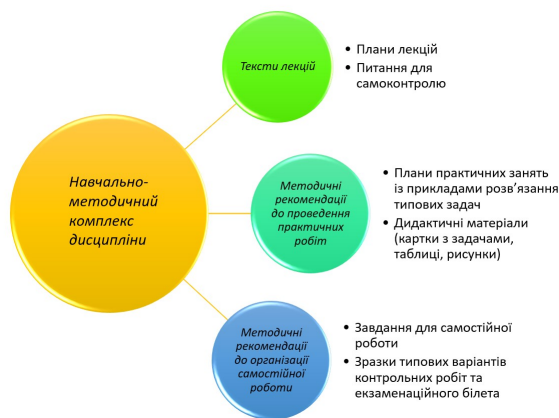 Навчально-
методичний
комплекс
дисципліни
Тексти лекцій
• Плани лекцій
• Питання для
самоконтролю
Методичні
рекомендації
до проведення
практичних
робіт
• Плани практичних занять
із прикладами розв’язання
типових задач
• Дидактичні матеріали
(картки з задачами,
таблиці, рисунки)
Методичні
рекомендації
до організації
самостійної
роботи
• Завдання для самостійної
роботи
• Зразки типових варіантів
контрольних робіт та
екзаменаційного білета